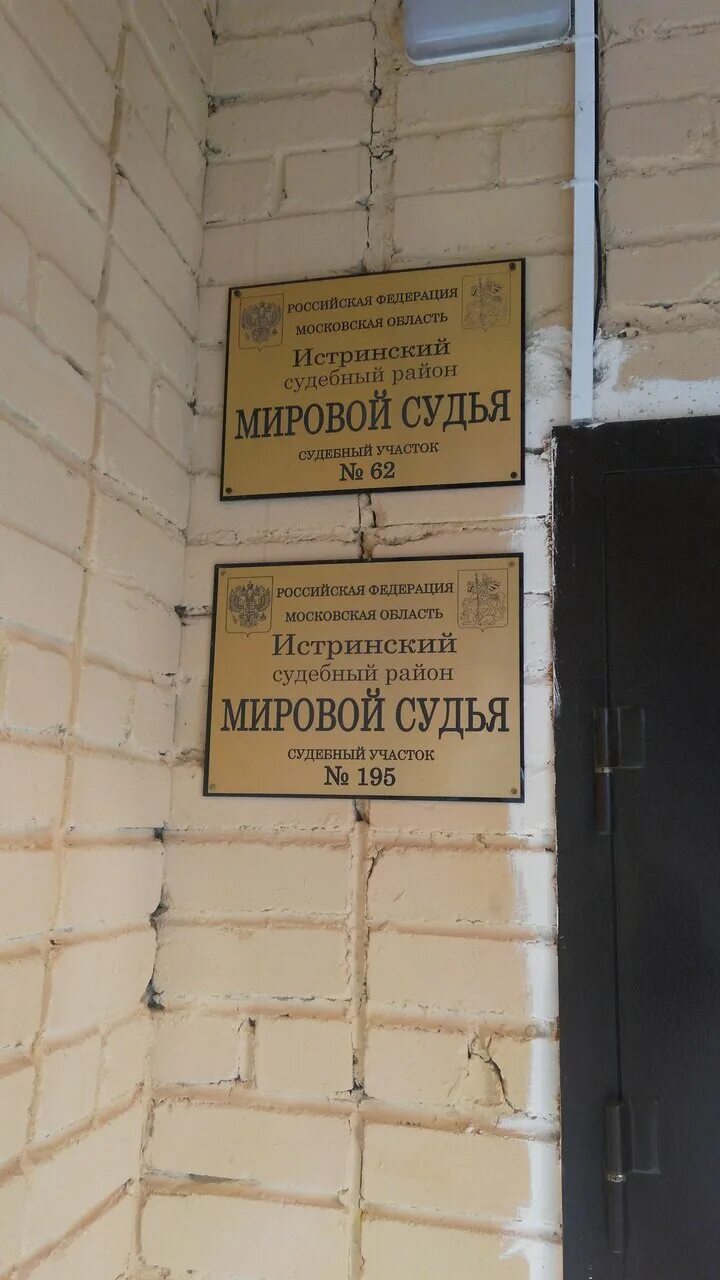 РОССИЙСКАЯ ФЕДЕРАЦИЯ
МОСКОВСКАЯ ОБЛАСТЬ
Истринский
судебный район
МИРОВОЙ СУДЬЯ
СУДЕБНЫЙ УЧАСТОК
№ 62
РОССИЙСКАЯ ФЕДЕРАЦИЯ
МОСКОВСКАЯ ОБЛАСТЬ
Истринский
судебный район
МИРОВОЙ СУДЬЯ
СУДЕБНЫЙ УЧАСТОК
№ 195